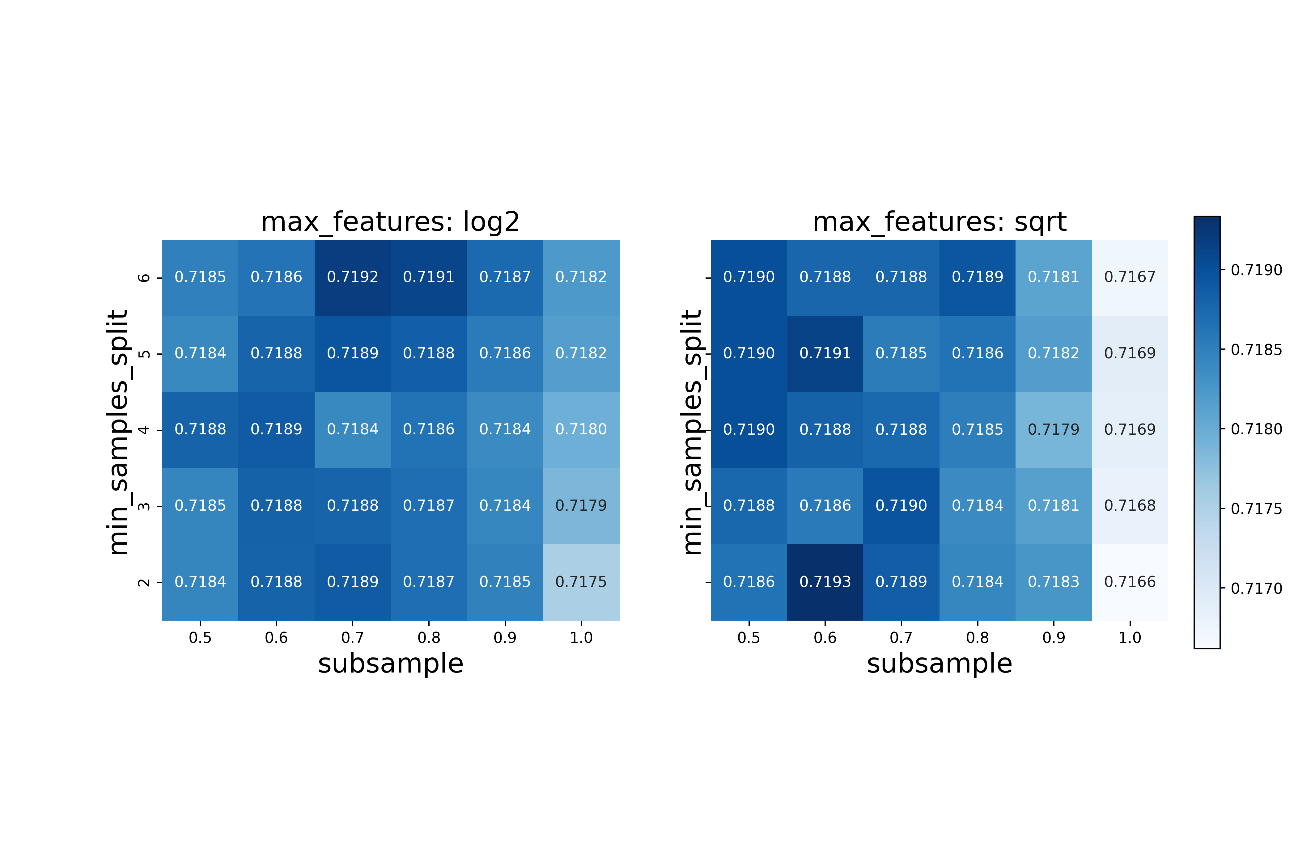 max_features: log2
max_features: sqrt
min_samples_split
6 0.7185 0.7186 0.7192 0.7191 0.7187 0.7182
5 0.7184 0.7188 0.7189 0.7188 0.7186 0.7182
4 0.7188 0.7189 0.7184 0.7186 0.7184 0.7180
3 0.7185 0.7188 0.7188 0.7187 0.7184 0.7179
2 0.7184 0.7188 0.7189 0.7187 0.7185 0.7175
0.5 0.6 0.7 0.8 0.9 1.0
subsample
min_samples_split
0.7190 0.7188 0.7188 0.7189 0.7181 0.7167
0.7190 0.7191 0.7185 0.7186 0.7182 0.7169
0.7190 0.7188 0.7188 0.7185 0.7179 0.7169
0.7188 0.7186 0.7190 0.7184 0.7181 0.7168
0.7186 0.7193 0.7189 0.7184 0.7183 0.7166
0.5 0.6 0.7 0.8 0.9 1.0
subsample
0.7190
0.7185
0.7180
0.7175
0.7170